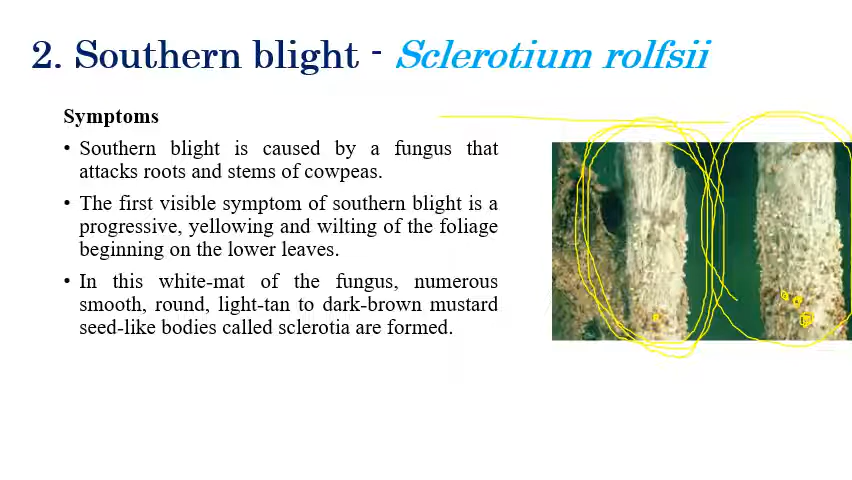 2. Southern blight - Sclerotium rolfsii
Symptoms
• Southern blight is caused by a fungus that
attacks roots and stems of cowpeas.
• The first visible symptom of southern blight is a
progressive, yellowing and wilting of the foliage
beginning on the lower leaves.
• In this white-mat of the fungus, numerous
smooth, round, light-tan to dark-brown mustard
seed-like bodies called sclerotia are formed.